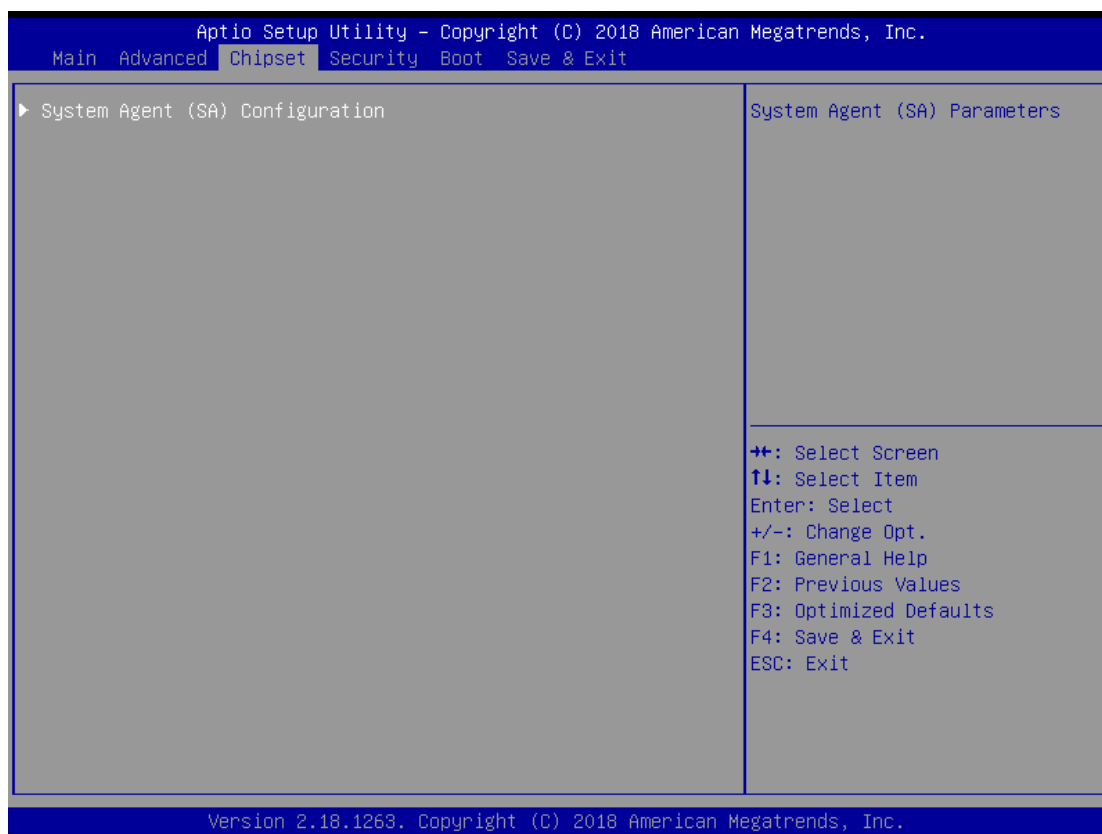 Aptio Setup Utility – Copyright (C) 2018 American Megatrends, Inc.
Main Advanced Chipset Security Boot Save & Exit
▶ System Agent (SA) Configuration
System Agent (SA) Parameters
→←: Select Screen
↑↓: Select Item
Enter: Select
+/-: Change Opt.
F1: General Help
F2: Previous Values
F3: Optimized Defaults
F4: Save & Exit
ESC: Exit
Version 2.18.1263. Copyright (C) 2018 American Megatrends, Inc.